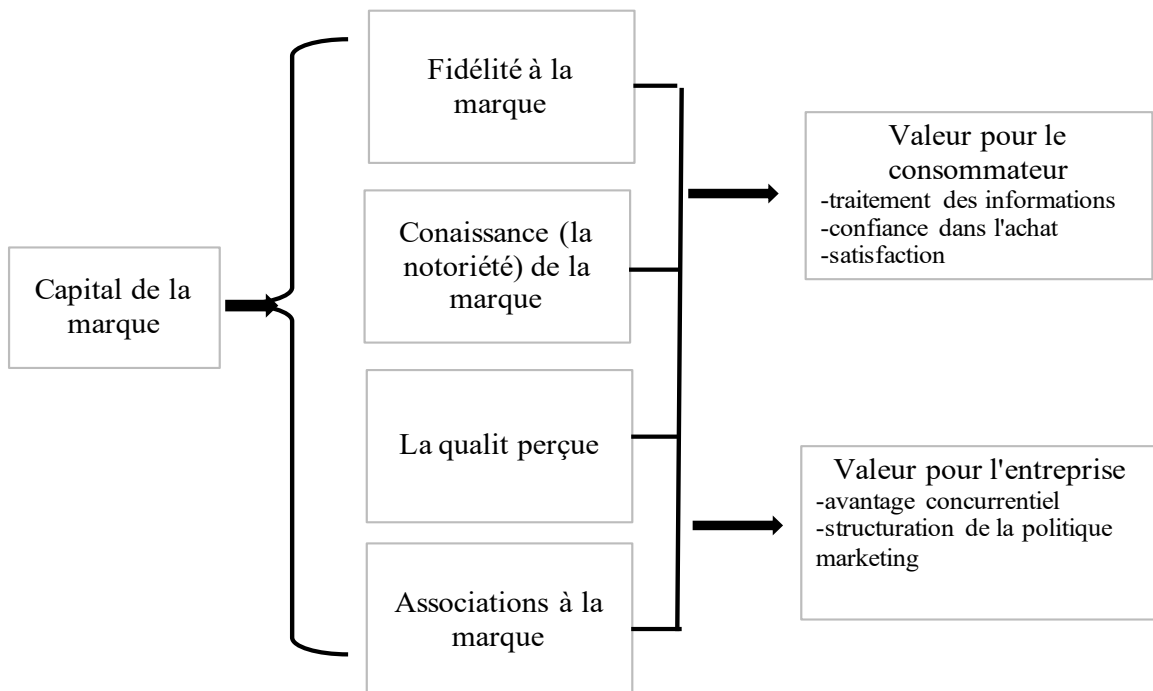 Capital de la
marque
Fidélité à la
marque
Conaissance (la
notoriété) de la
marque
La qualit perçue
Associations à la
marque
Valeur pour le
consommateur
-traitement des informations
-confiance dans l'achat
-satisfaction
Valeur pour l'entreprise
-avantage concurrentiel
-structuration de la politique
marketing